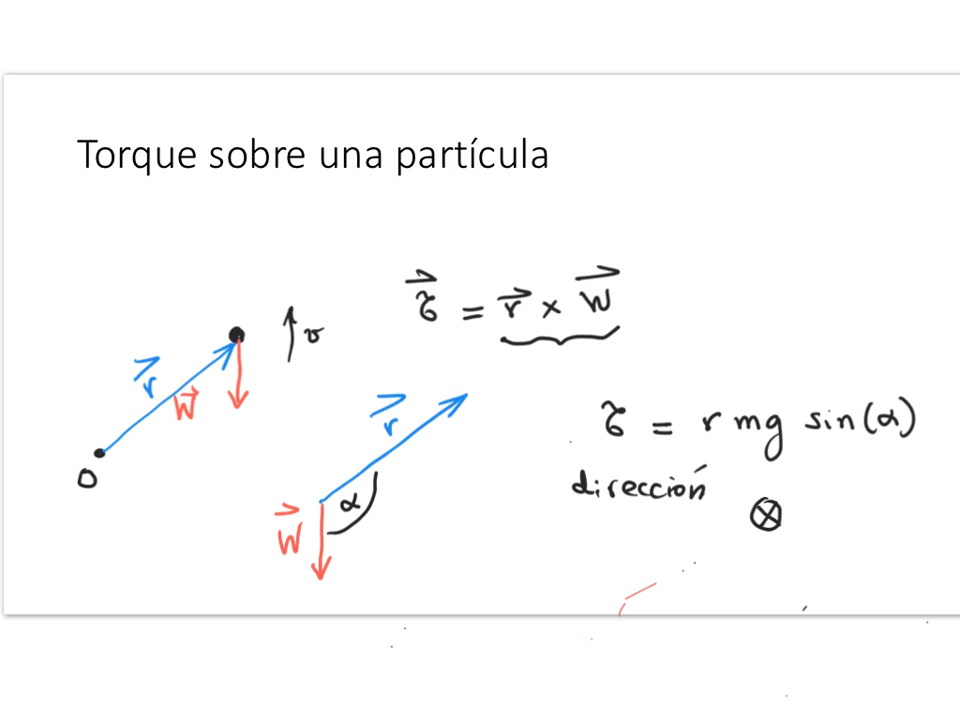 Torque sobre una partícula
τ⃗ = r⃗ × W⃗
v
r⃗
W⃗
O
r⃗
α
W⃗
τ = r mg sin(α)
dirección ⊗